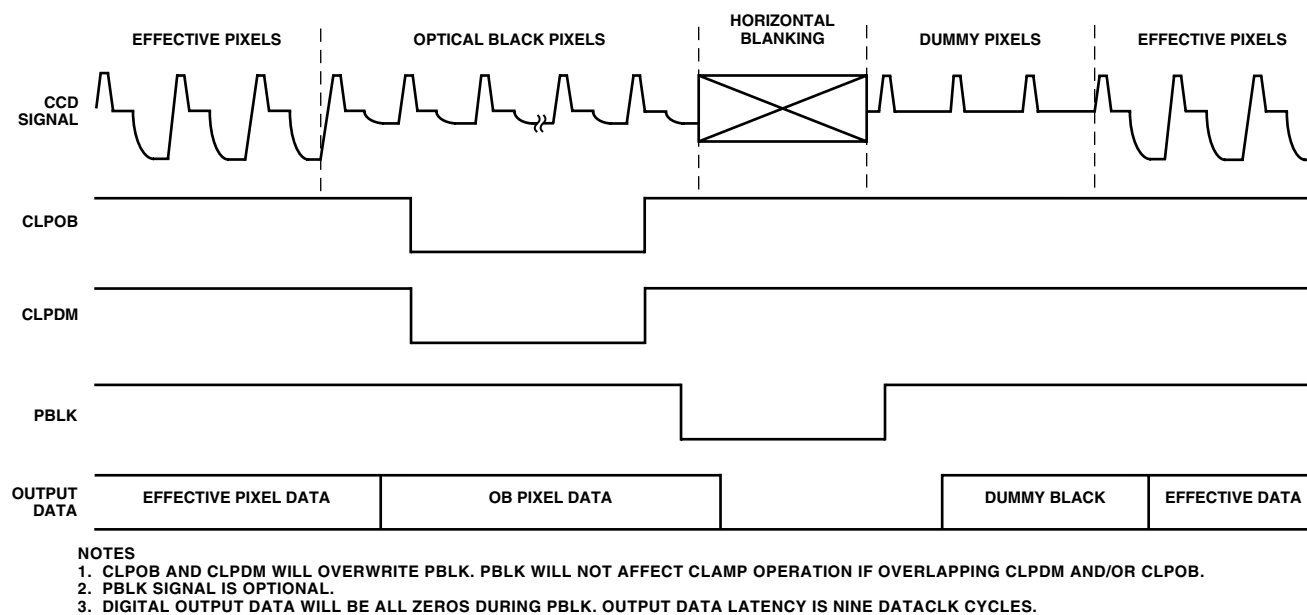 EFFECTIVE PIXELS
OPTICAL BLACK PIXELS
HORIZONTAL
BLANKING
DUMMY PIXELS
EFFECTIVE PIXELS
CCD
SIGNAL
CLPOB
CLPDM
PBLK
OUTPUT
DATA
EFFECTIVE PIXEL DATA
OB PIXEL DATA
DUMMY BLACK
EFFECTIVE DATA
NOTES
1. CLPOB AND CLPDM WILL OVERWRITE PBLK. PBLK WILL NOT AFFECT CLAMP OPERATION IF OVERLAPPING CLPDM AND/OR CLPOB.
2. PBLK SIGNAL IS OPTIONAL.
3. DIGITAL OUTPUT DATA WILL BE ALL ZEROS DURING PBLK. OUTPUT DATA LATENCY IS NINE DATACLK CYCLES.